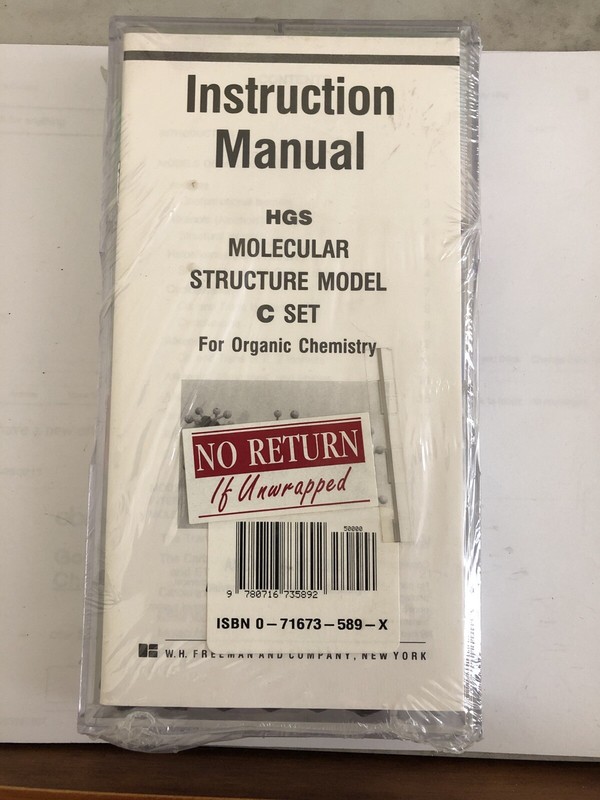 Instruction
Manual
HGS
MOLECULAR
STRUCTURE MODEL
C SET
For Organic Chemistry
NO RETURN
If Unwrapped
50000
9 780716 735892
ISBN 0-71673-589-X
W.H. FREEMAN AND COMPANY, NEW YORK